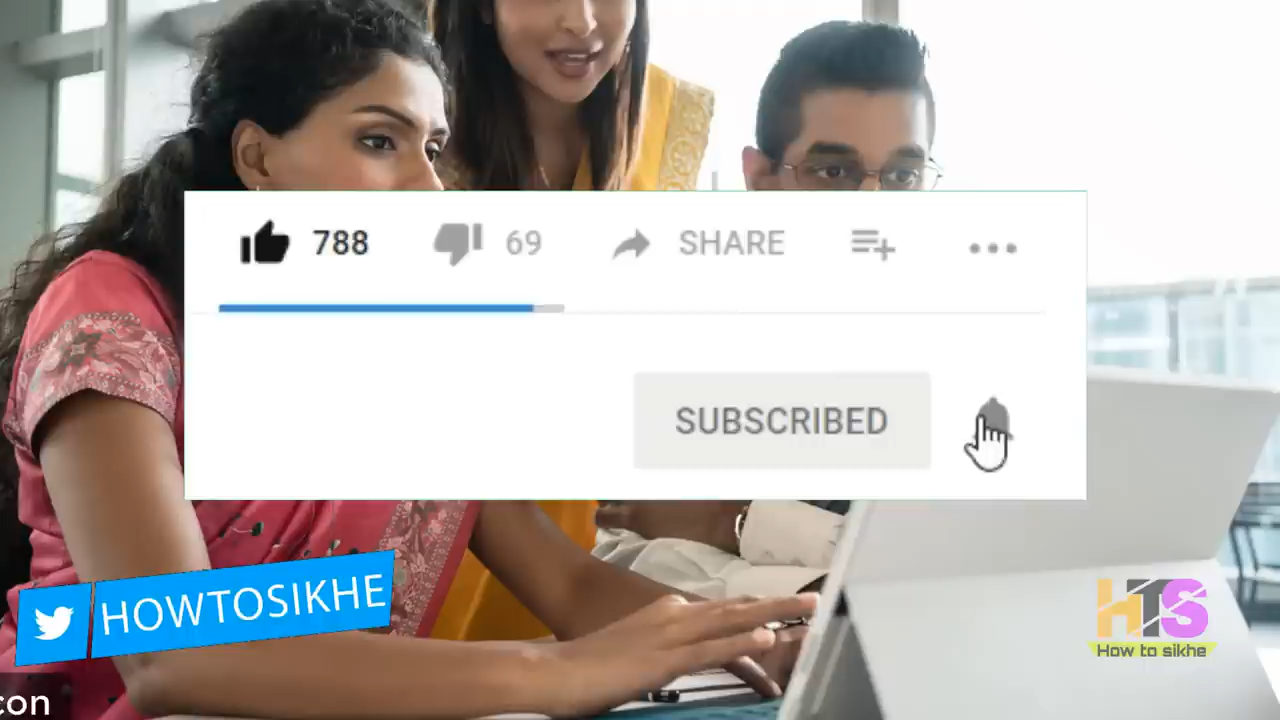 788 69 SHARE
SUBSCRIBED
HOWTOSIKHE
HTS
How to sikhe
con